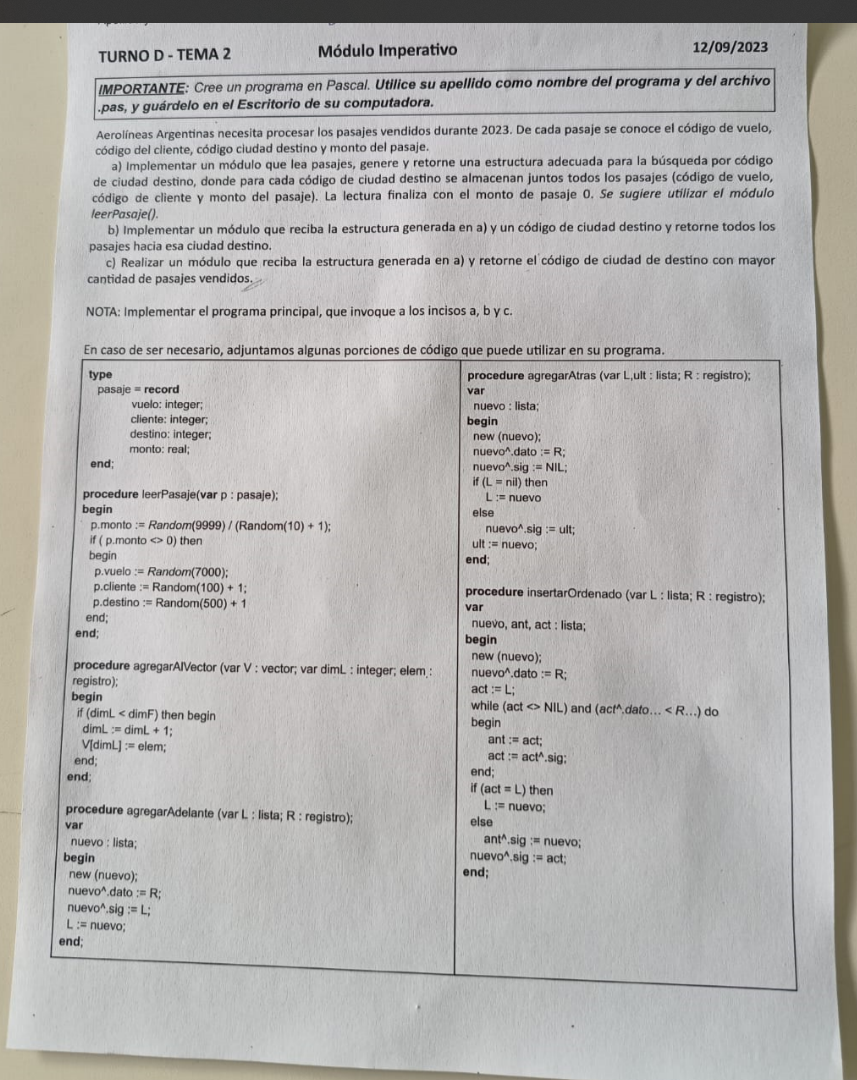 TURNO D - TEMA 2 Módulo Imperativo 12/09/2023
IMPORTANTE: Cree un programa en Pascal. Utilice su apellido como nombre del programa y del archivo
.pas, y guárdelo en el Escritorio de su computadora.
Aerolíneas Argentinas necesita procesar los pasajes vendidos durante 2023. De cada pasaje se conoce el código de vuelo,
código del cliente, código ciudad destino y monto del pasaje.
a) Implementar un módulo que lea pasajes, genere y retorne una estructura adecuada para la búsqueda por código
de ciudad destino, donde para cada código de ciudad destino se almacenan juntos todos los pasajes (código de vuelo,
código de cliente y monto del pasaje). La lectura finaliza con el monto de pasaje 0. Se sugiere utilizar el módulo
leerPasaje().
b) Implementar un módulo que reciba la estructura generada en a) y un código de ciudad destino y retorne todos los
pasajes hacia esa ciudad destino.
c) Realizar un módulo que reciba la estructura generada en a) y retorne el código de ciudad de destino con mayor
cantidad de pasajes vendidos.
NOTA: Implementar el programa principal, que invoque a los incisos a, b y c.
En caso de ser necesario, adjuntamos algunas porciones de código que puede utilizar en su programa.
type
pasaje = record
vuelo: integer;
cliente: integer;
destino: integer;
monto: real;
end;
procedure leerPasaje(var p : pasaje);
begin
p.monto := Random(9999) / (Random(10) + 1);
if ( p.monto <> 0) then
begin
p.vuelo := Random(7000);
p.cliente := Random(100) + 1;
p.destino := Random(500) + 1
end;
end;
procedure agregarAlVector (var V : vector; var dimL : integer; elem :
registro);
begin
if (dimL < dimF) then begin
dimL := dimL + 1;
V[dimL] := elem;
end;
end;
procedure agregarAdelante (var L : lista; R : registro);
var
nuevo : lista;
begin
new (nuevo);
nuevo^.dato := R;
nuevo^.sig := L;
L := nuevo;
end;
procedure agregarAtras (var L,ult : lista; R : registro);
var
nuevo : lista;
begin
new (nuevo);
nuevo^.dato := R;
nuevo^.sig := NIL;
if (L = nil) then
L := nuevo
else
nuevo^.sig := ult;
ult := nuevo;
end;
procedure insertarOrdenado (var L : lista; R : registro);
var
nuevo, ant, act : lista;
begin
new (nuevo);
nuevo^.dato := R;
act := L;
while (act <> NIL) and (act^.dato... < R...) do
begin
ant := act;
act := act^.sig;
end;
if (act = L) then
L := nuevo;
else
ant^.sig := nuevo;
nuevo^.sig := act;
end;